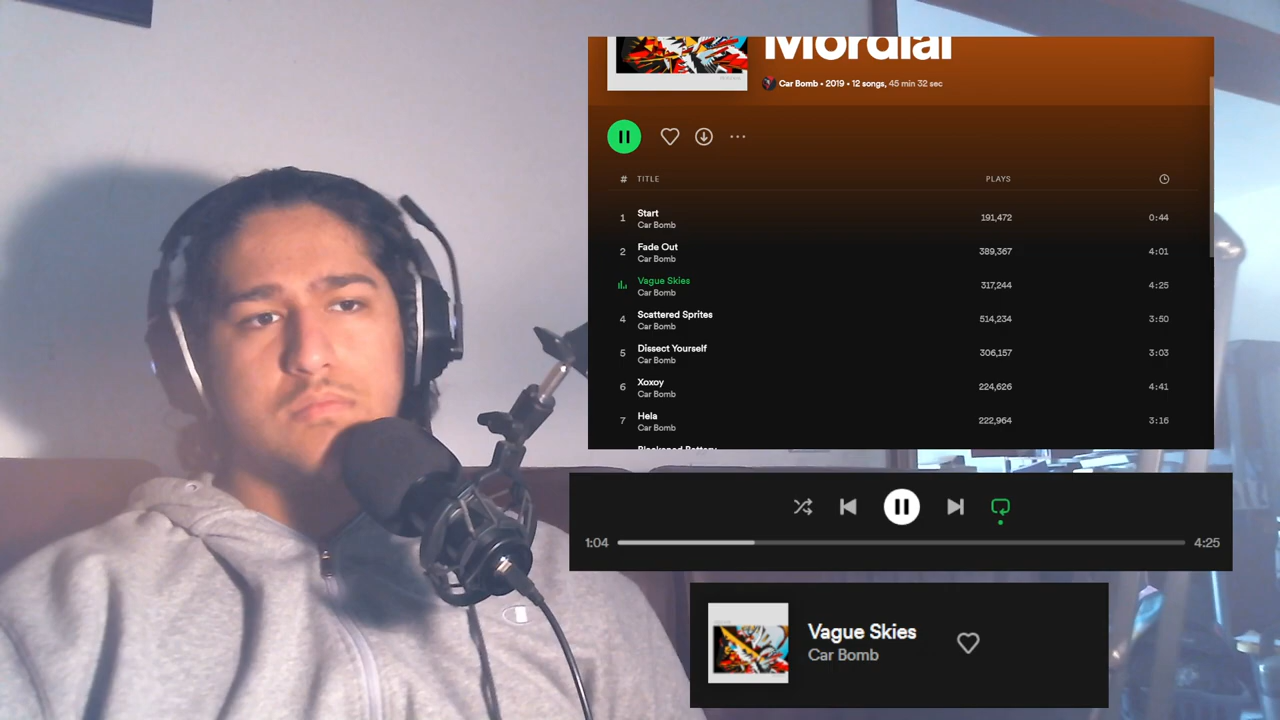 Mordial
Car Bomb • 2019 • 12 songs, 45 min 32 sec
# TITLE PLAYS
1 Start 191,472 0:44
Car Bomb
2 Fade Out 389,367 4:01
Car Bomb
Vague Skies 317,244 4:25
Car Bomb
4 Scattered Sprites 514,234 3:50
Car Bomb
5 Dissect Yourself 306,157 3:03
Car Bomb
6 Xoxoy 224,626 4:41
Car Bomb
7 Hela 222,964 3:16
Car Bomb
Blackened Battery
1:04 4:25
Vague Skies
Car Bomb